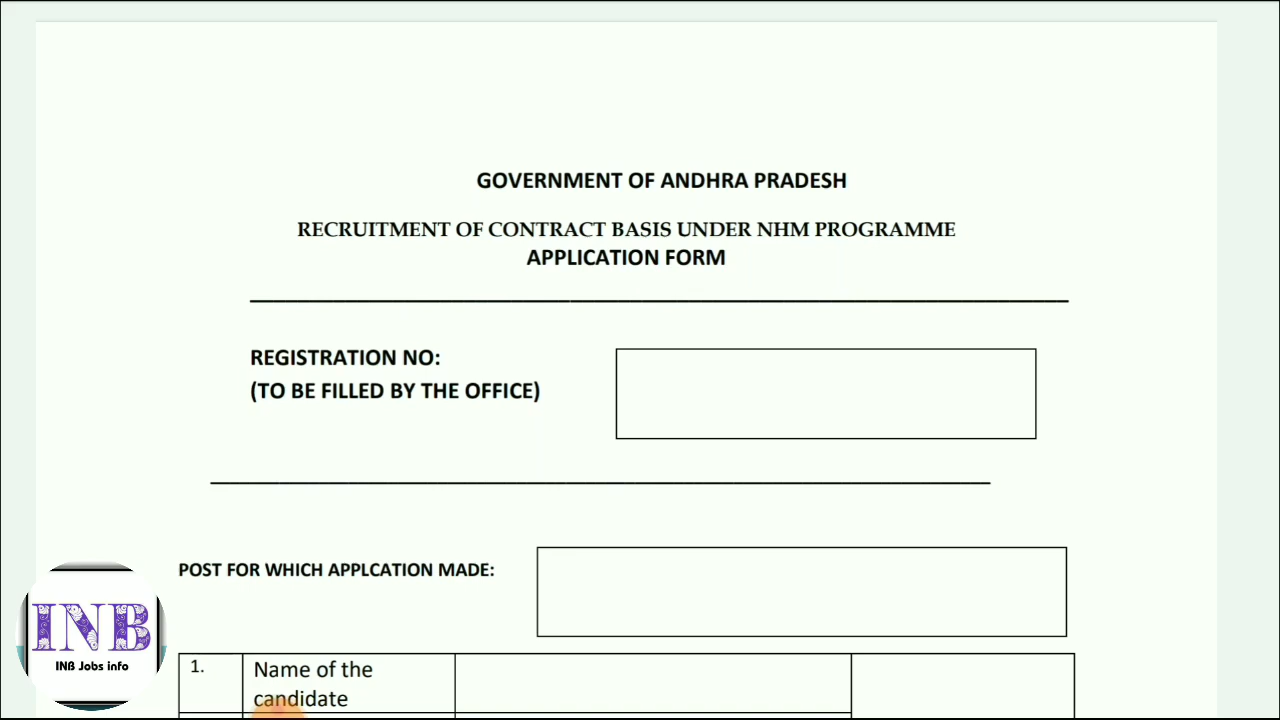 GOVERNMENT OF ANDHRA PRADESH
RECRUITMENT OF CONTRACT BASIS UNDER NHM PROGRAMME
APPLICATION FORM
REGISTRATION NO:
(TO BE FILLED BY THE OFFICE)
POST FOR WHICH APPLCATION MADE:
1. Name of the
candidate
INB
INB Jobs info